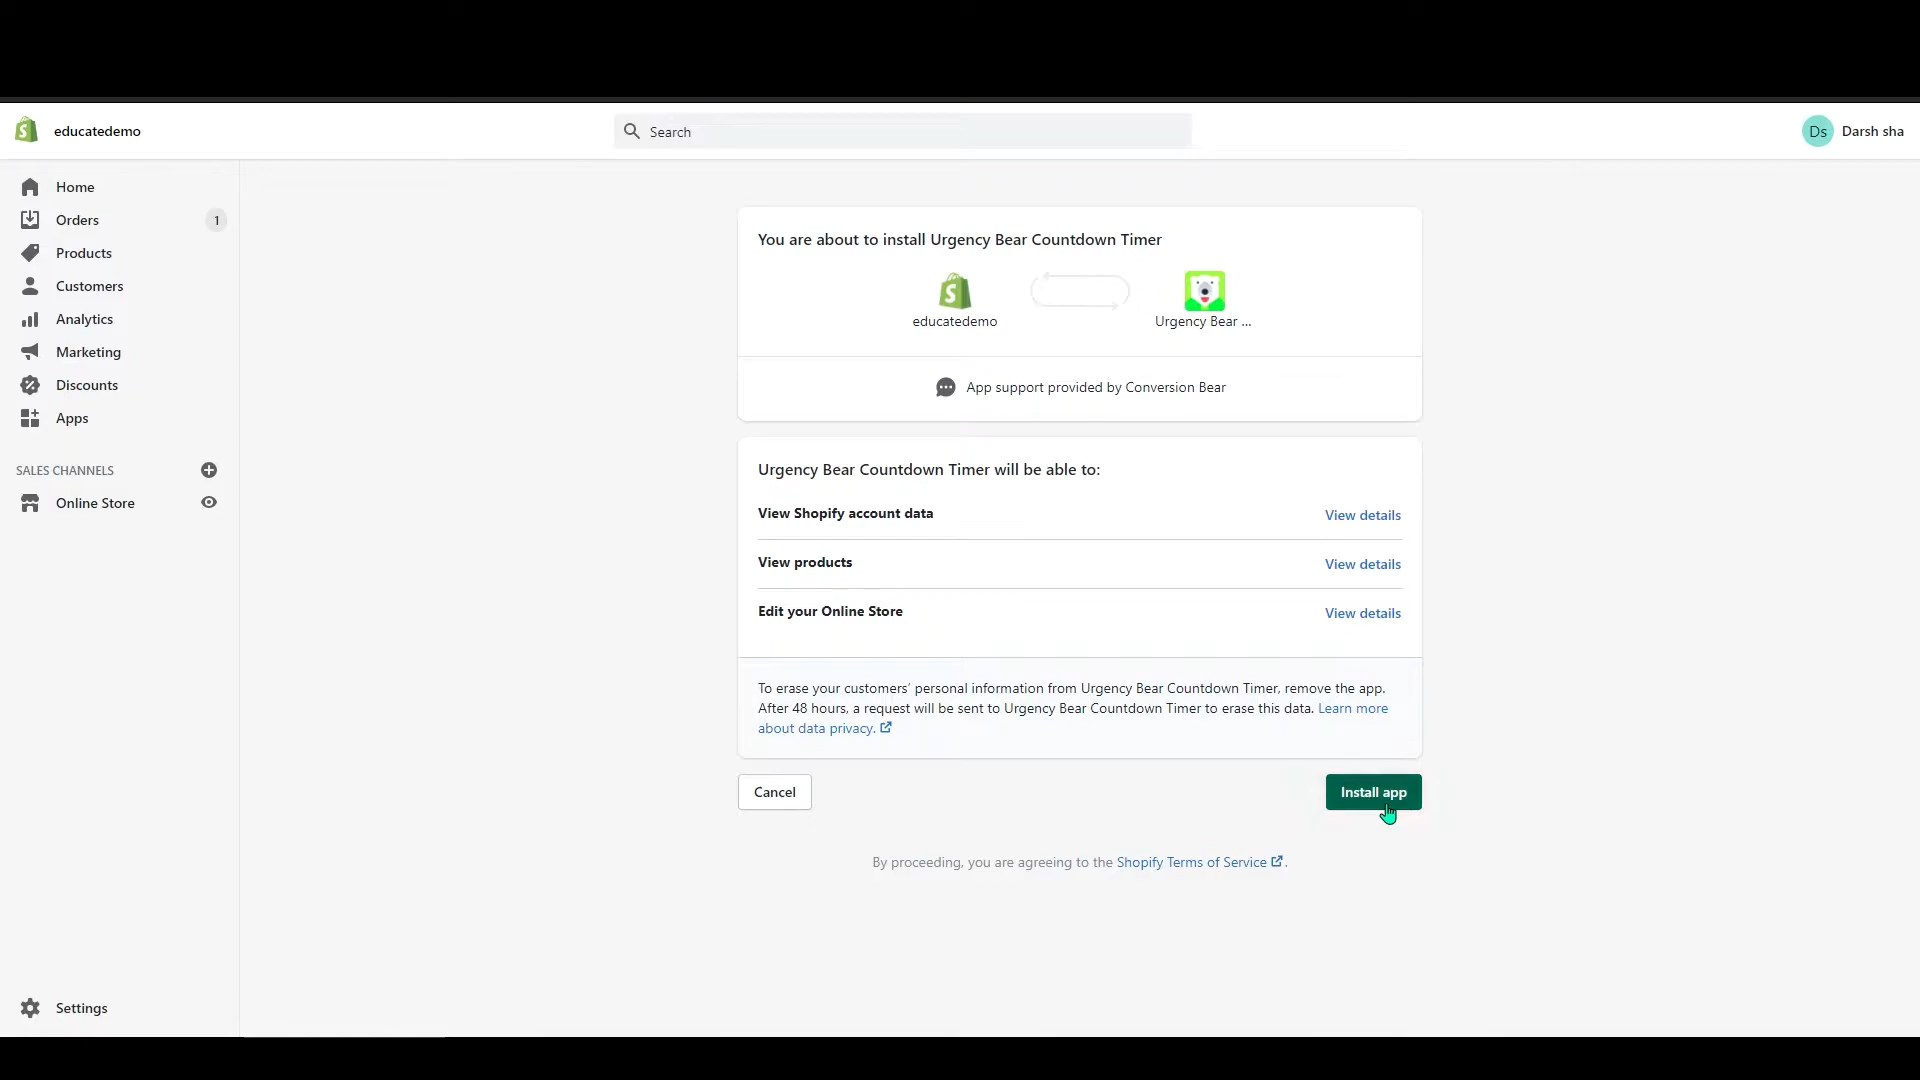 educatedemo
Search
Ds
Darsh sha
Home
Orders
1
Products
Customers
Analytics
Marketing
Discounts
Apps
SALES CHANNELS
Online Store
Settings
You are about to install Urgency Bear Countdown Timer
educatedemo
Urgency Bear ...
App support provided by Conversion Bear
Urgency Bear Countdown Timer will be able to:
View Shopify account data
View details
View products
View details
Edit your Online Store
View details
To erase your customers' personal information from Urgency Bear Countdown Timer, remove the app.
After 48 hours, a request will be sent to Urgency Bear Countdown Timer to erase this data. Learn more
about data privacy.
Cancel
Install app
By proceeding, you are agreeing to the Shopify Terms of Service.